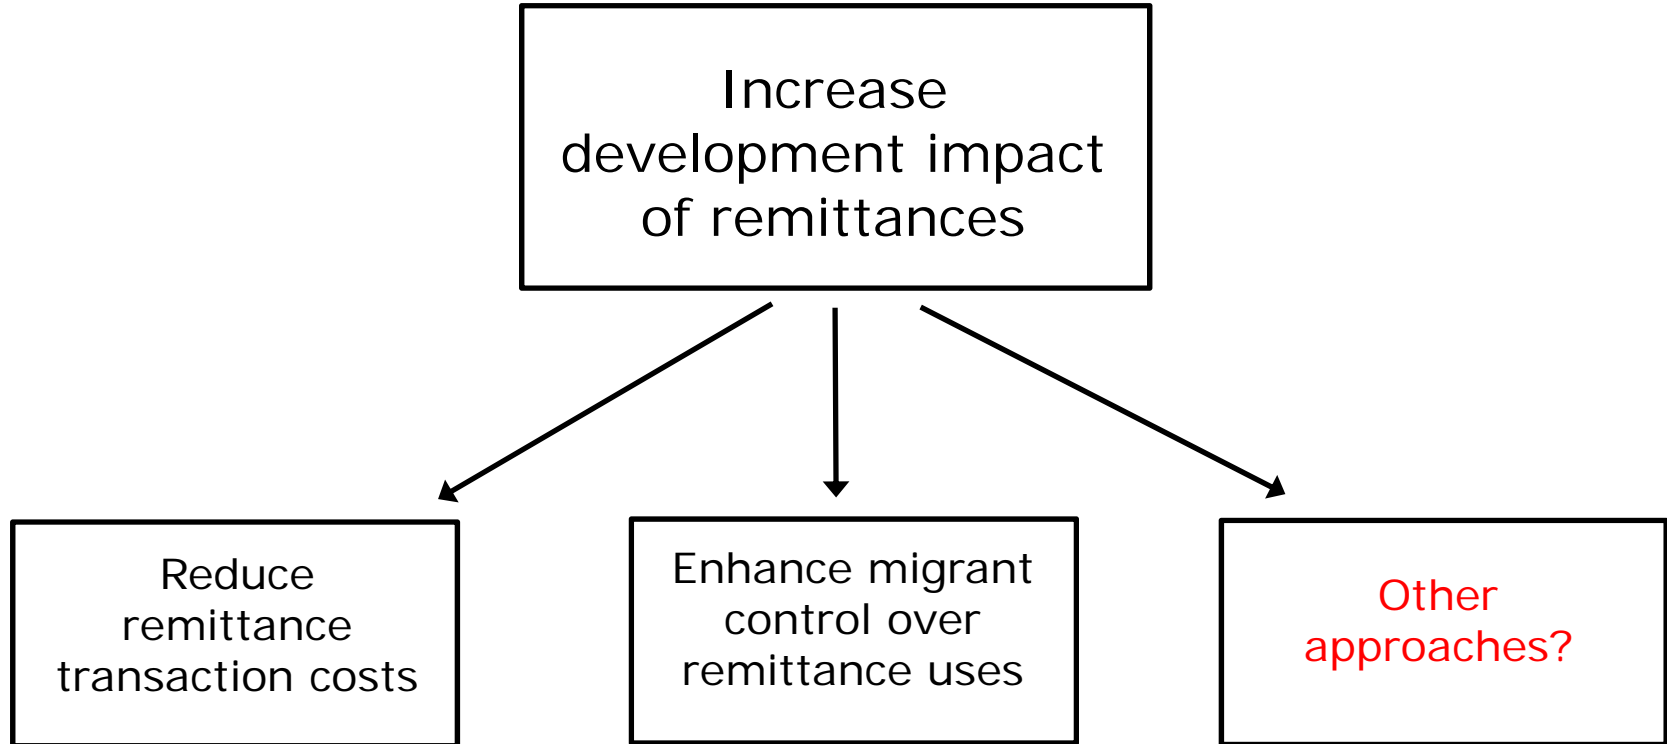 Increase
development impact
of remittances
Reduce
remittance
transaction costs
Enhance migrant
control over
remittance uses
Other
approaches?